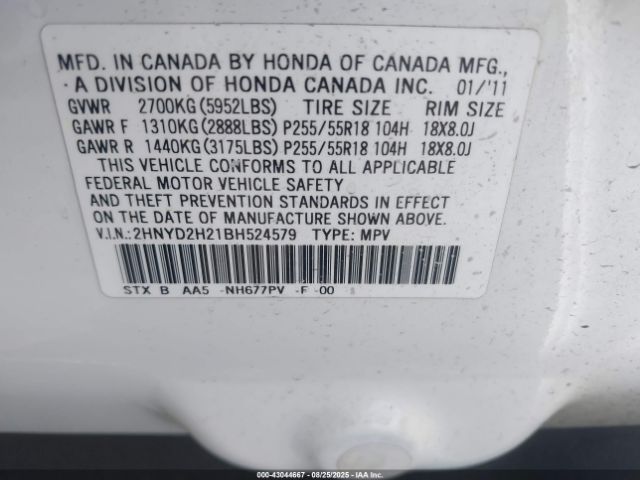 MFD. IN CANADA BY HONDA OF CANADA MFG.,
A DIVISION OF HONDA CANADA INC. 01/'11
GVWR 2700KG(5952LBS) TIRE SIZE RIM SIZE
GAWR F 1310KG(2888LBS) P255/55R18 104H 18X8.0J
GAWR R 1440KG(3175LBS) P255/55R18 104H 18X8.0J
THIS VEHICLE CONFORMS TO ALL APPLICABLE
FEDERAL MOTOR VEHICLE SAFETY
AND THEFT PREVENTION STANDARDS IN EFFECT
ON THE DATE OF MANUFACTURE SHOWN ABOVE.
V.I.N.:2HNYD2H21BH524579 TYPE: MPV
STX B AA5 -NH677PV -F -00
00-43044667 - 08/25/2025 - IAA LLC